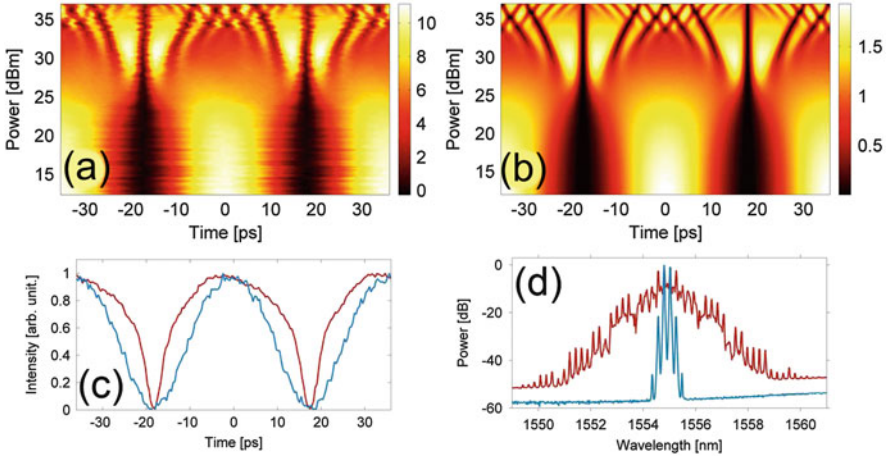 35
30
25
20
15
Power [dBm]
(a)
-30 -20 -10 0 10 20 30
Time [ps]
10
8
6
4
2
0
35
30
25
20
15
Power [dBm]
(b)
-30 -20 -10 0 10 20 30
Time [ps]
1.5
1
0.5
1
0.8
0.6
0.4
0.2
0
Intensity [arb. unit.]
(c)
-30 -20 -10 0 10 20 30
Time [ps]
0
-20
-40
-60
Power [dB]
(d)
1550 1552 1554 1556 1558 1560
Wavelength [nm]